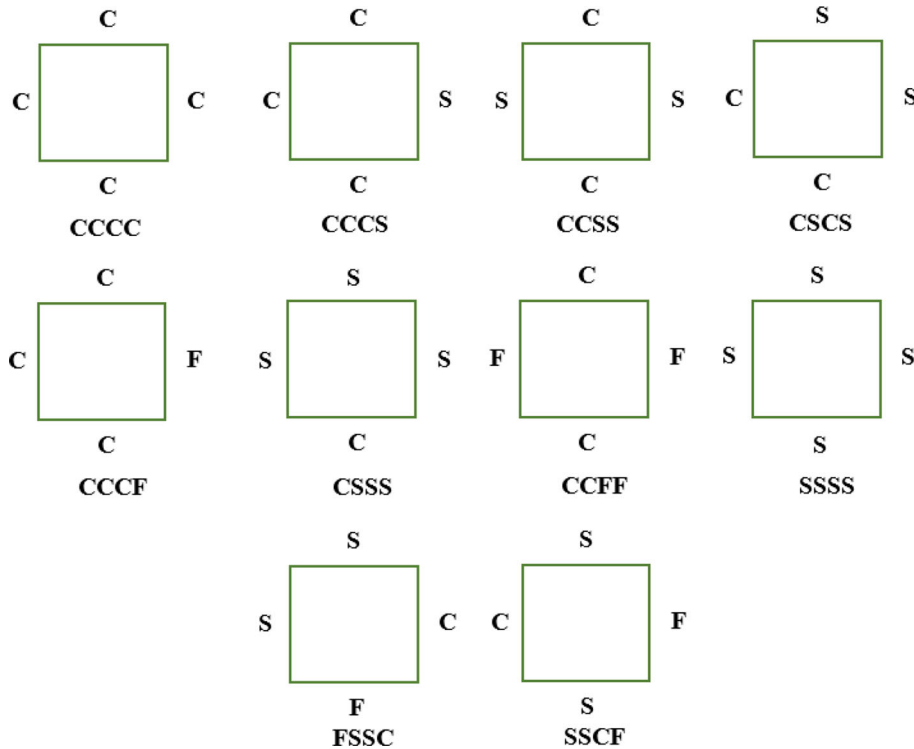 C C C S
C C C S S S C S
C C C C
CCCC CCCS CCSS CSCS
C S C S
C F S S F F S S
C C C S
CCCF CSSS CCFF SSSS
S S
S C C F
F S
FSSC SSCF